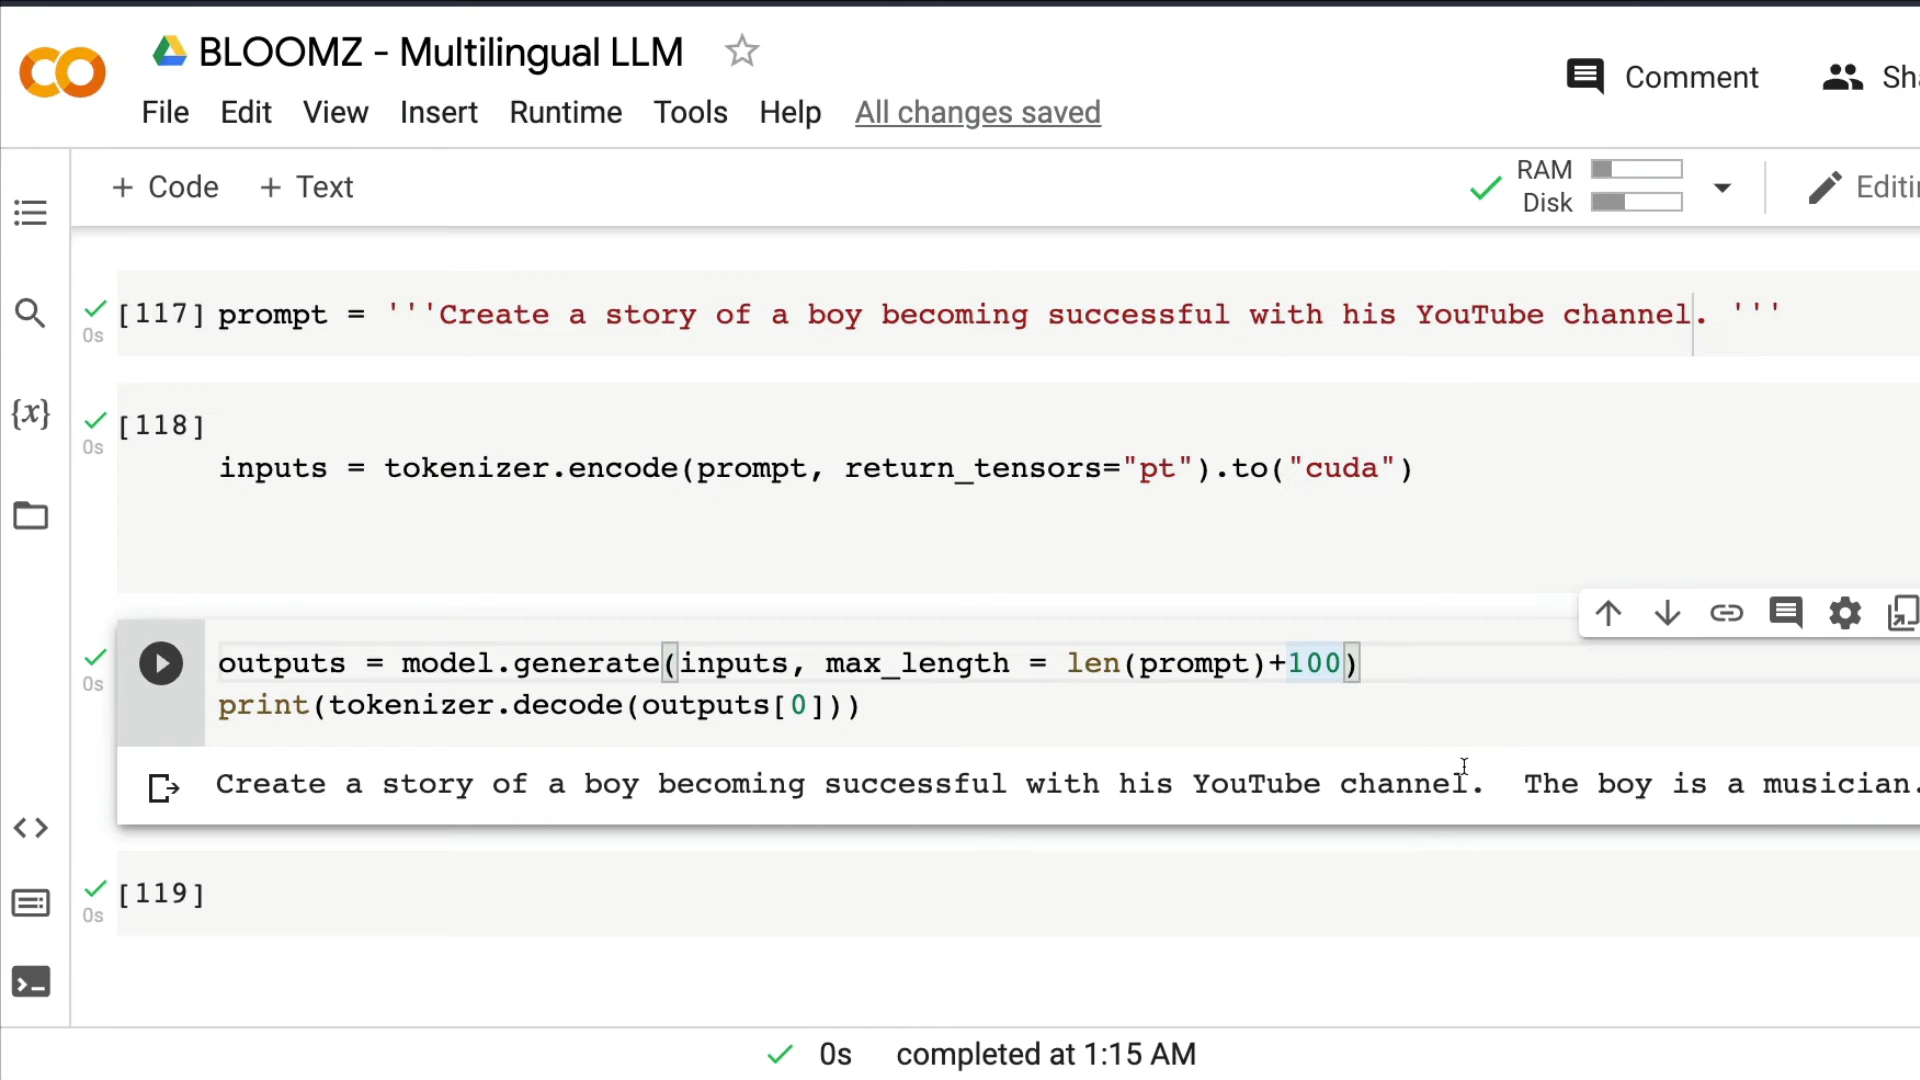 BLOOMZ - Multilingual LLM
File Edit View Insert Runtime Tools Help All changes saved
Comment
+ Code + Text
RAM
Disk
[117] prompt = '''Create a story of a boy becoming successful with his YouTube channel. '''
0s
[118]
0s
inputs = tokenizer.encode(prompt, return_tensors="pt").to("cuda")
{x}
outputs = model.generate(inputs, max_length = len(prompt)+100)
0s
print(tokenizer.decode(outputs[0]))
Create a story of a boy becoming successful with his YouTube channel.  The boy is a musician.
[119]
0s
0s completed at 1:15 AM